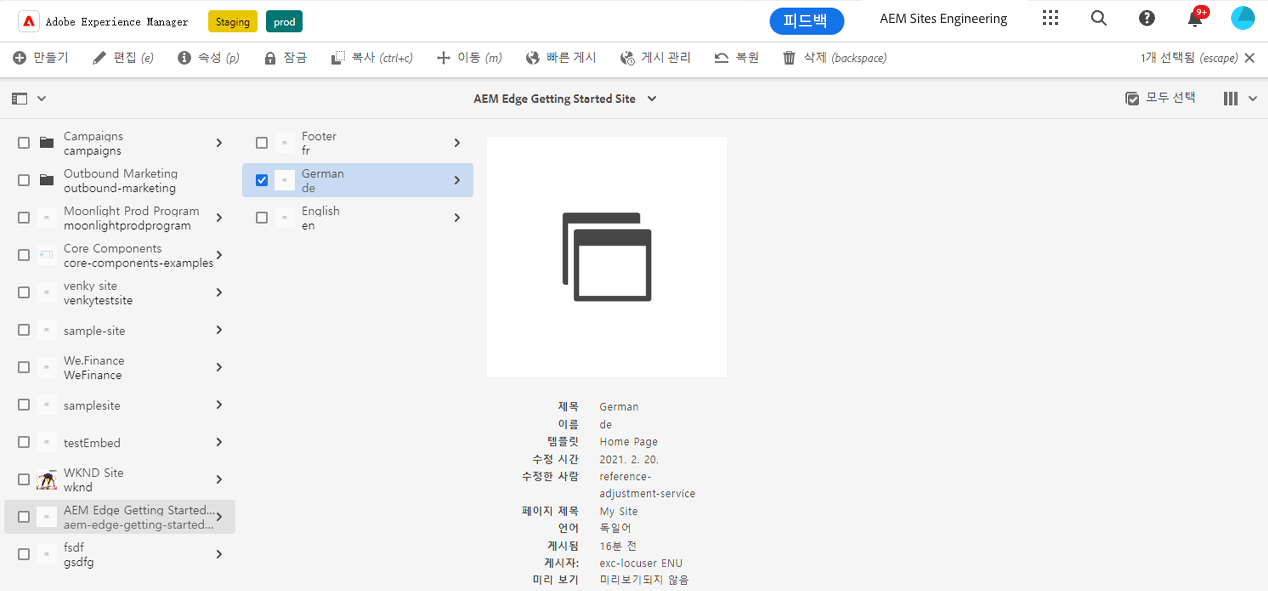 Adobe Experience Manager Staging prod 피드백 AEM Sites Engineering 9+
만들기 편집 (e) 속성 (p) 잠금 복사 (ctrl+c) 이동 (m) 빠른 게시 게시 관리 복원 삭제 (backspace) 1개 선택됨 (escape)
AEM Edge Getting Started Site 모두 선택
Campaigns
campaigns
Outbound Marketing
outbound-marketing
Moonlight Prod Program
moonlightprodprogram
Core Components
core-components-examples
venky site
venkytestsite
sample-site
We.Finance
WeFinance
samplesite
testEmbed
WKND Site
wknd
AEM Edge Getting Started...
aem-edge-getting-started...
fsdf
gsdfg
Footer
fr
German
de
English
en
제목 German
이름 de
템플릿 Home Page
수정 시간 2021. 2. 20.
수정한 사람 reference-
adjustment-service
페이지 제목 My Site
언어 독일어
게시됨 16분 전
게시자: exc-locuser ENU
미리 보기 미리보기되지 않음